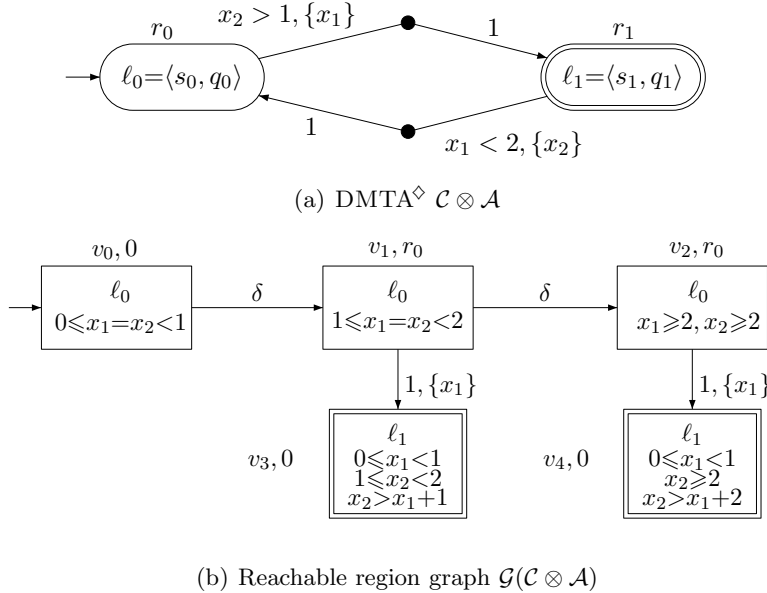 x₂ > 1, {x₁}
r₀
1
r₁
ℓ₀=⟨s₀, q₀⟩
ℓ₁=⟨s₁, q₁⟩
1
x₁ < 2, {x₂}
(a) DMTA◇ 𝒞 ⊗ 𝒜
v₀, 0
v₁, r₀
v₂, r₀
ℓ₀
0⩽x₁=x₂<1
δ
ℓ₀
1⩽x₁=x₂<2
δ
ℓ₀
x₁⩾2, x₂⩾2
1, {x₁}
1, {x₁}
v₃, 0
ℓ₁
0⩽x₁<1
1⩽x₂<2
x₂>x₁+1
v₄, 0
ℓ₁
0⩽x₁<1
x₂⩾2
x₂>x₁+2
(b) Reachable region graph 𝒢(𝒞 ⊗ 𝒜)